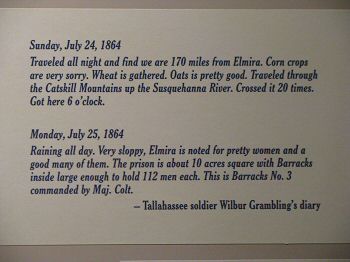 Sunday, July 24, 1864
Traveled all night and find we are 170 miles from Elmira. Corn crops
are very sorry. Wheat is gathered. Oats is pretty good. Traveled through
the Catskill Mountains up the Susquehanna River. Crossed it 20 times.
Got here 6 o'clock.
Monday, July 25, 1864
Raining all day. Very sloppy, Elmira is noted for pretty women and a
good many of them. The prison is about 10 acres square with Barracks
inside large enough to hold 112 men each. This is Barracks No. 3
commanded by Maj. Colt.
– Tallahassee soldier Wilbur Grambling's diary